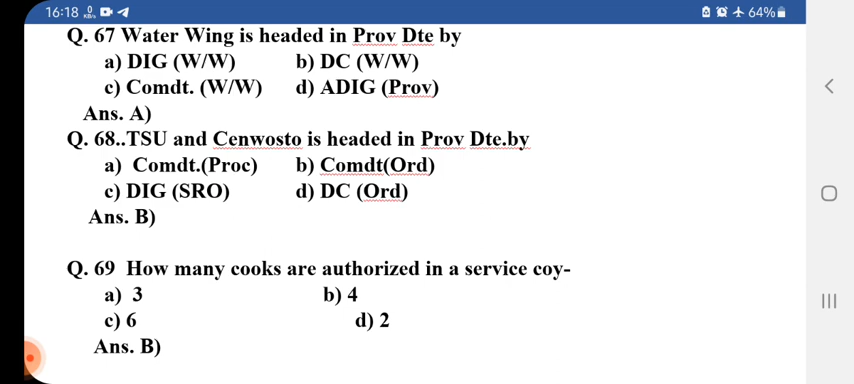 16:18 0 KB/s 64%
Q. 67 Water Wing is headed in Prov Dte by
a) DIG (W/W) b) DC (W/W)
c) Comdt. (W/W) d) ADIG (Prov)
Ans. A)
Q. 68..TSU and Cenwosto is headed in Prov Dte.by
a) Comdt.(Proc) b) Comdt(Ord)
c) DIG (SRO) d) DC (Ord)
Ans. B)
Q. 69 How many cooks are authorized in a service coy-
a) 3 b) 4
c) 6 d) 2
Ans. B)